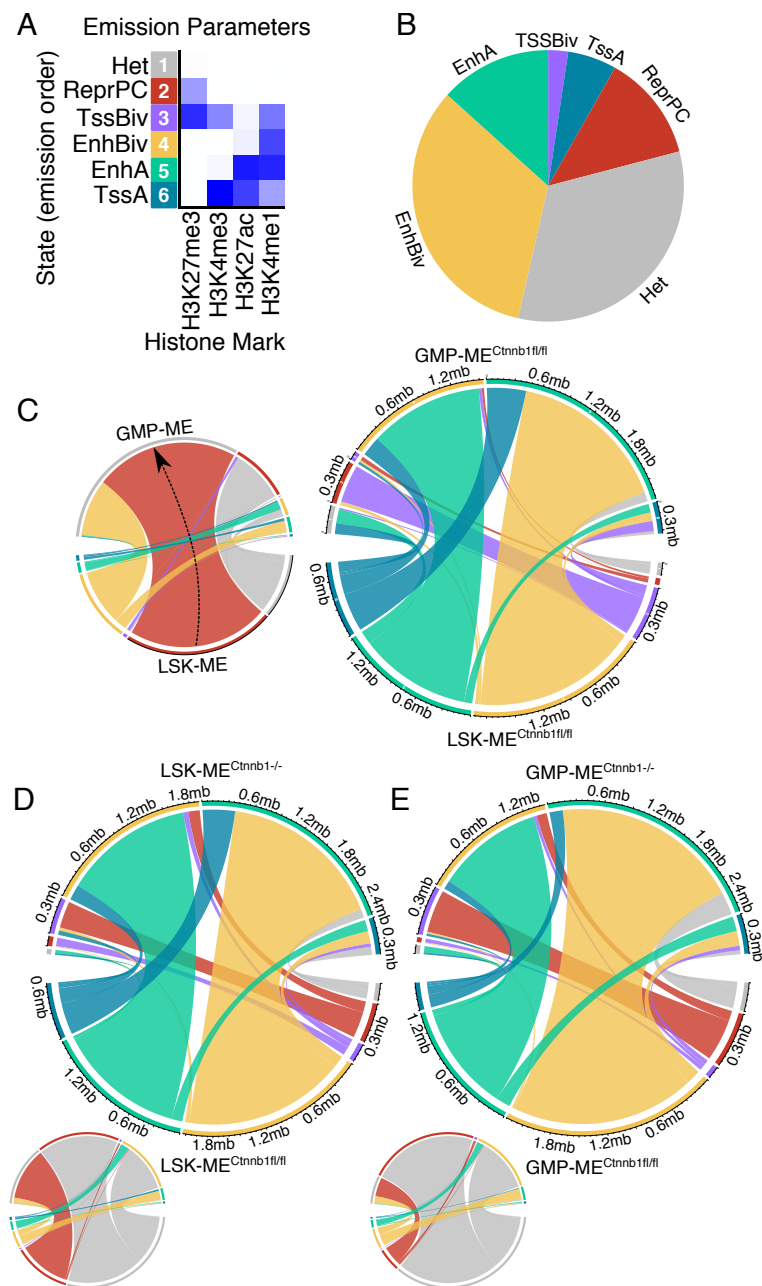 A
Emission Parameters
State (emission order)
Het 1
ReprPC 2
TssBiv 3
EnhBiv 4
EnhA 5
TssA 6
H3K27me3
H3K4me3
H3K27ac
H3K4me1
Histone Mark
B
EnhA
TSSBiv
TssA
ReprPC
EnhBiv
Het
C
GMP-ME
LSK-ME
GMP-ME^Ctnnb1fl/fl
0.3mb
0.6mb
1.2mb
0.6mb
1.2mb
1.8mb
0.3mb
0.6mb
1.2mb
0.6mb
1.2mb
0.6mb
0.3mb
LSK-ME^Ctnnb1fl/fl
D
LSK-ME^Ctnnb1-/-
0.3mb
0.6mb
1.2mb
1.8mb
0.6mb
1.2mb
1.8mb
2.4mb
0.3mb
0.6mb
1.2mb
0.6mb
1.8mb
1.2mb
0.6mb
0.3mb
LSK-ME^Ctnnb1fl/fl
E
GMP-ME^Ctnnb1-/-
0.3mb
0.6mb
1.2mb
0.6mb
1.2mb
1.8mb
2.4mb
0.3mb
1.2mb
0.6mb
1.8mb
1.2mb
0.6mb
0.3mb
GMP-ME^Ctnnb1fl/fl